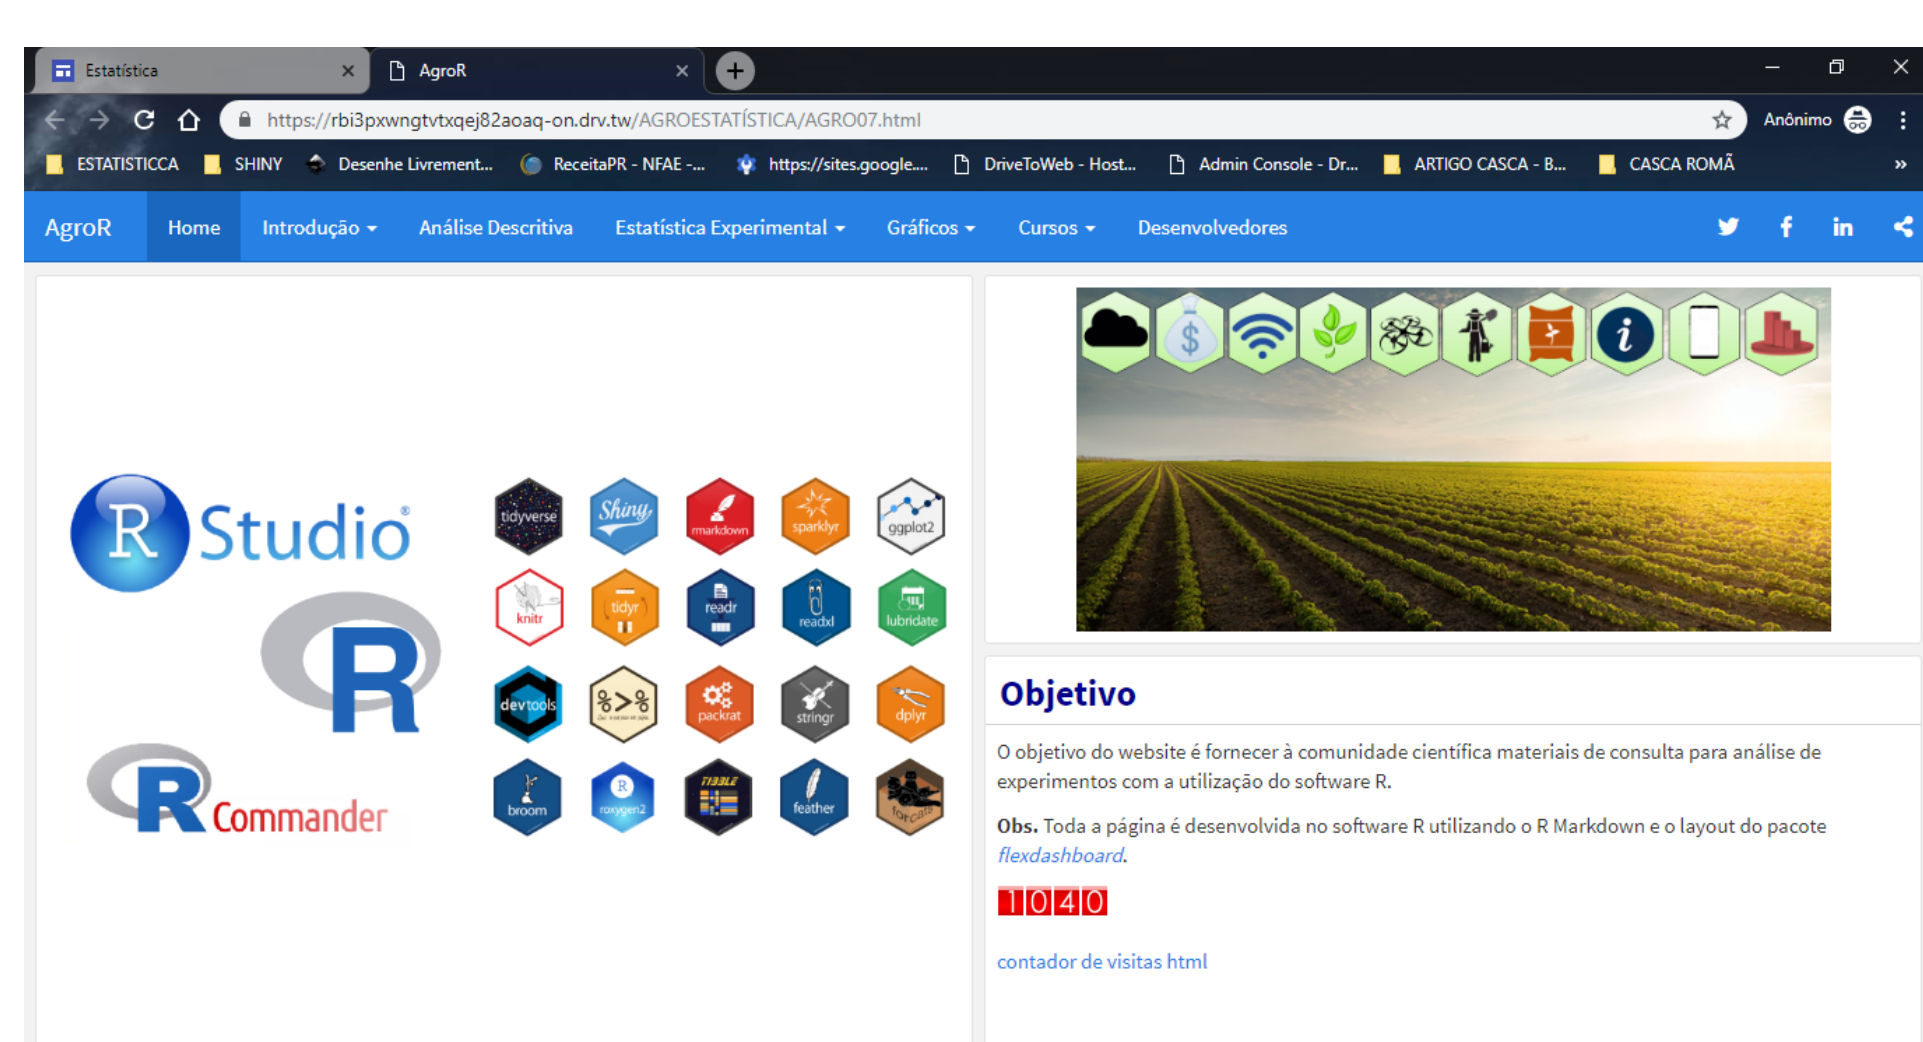 Estatística
AgroR
https://rbi3pxwngtvtxqej82aoaq-on.drv.tw/AGROESTATÍSTICA/AGRO07.html
Anônimo
ESTATISTICCA
SHINY
Desenhe Livrement...
ReceitaPR - NFAE -...
https://sites.google....
DriveToWeb - Host...
Admin Console - Dr...
ARTIGO CASCA - B...
CASCA ROMÃ
»
AgroR
Home
Introdução
Análise Descritiva
Estatística Experimental
Gráficos
Cursos
Desenvolvedores
R Studio®
R
R Commander
tidyverse
Shiny
rmarkdown
sparklyr
ggplot2
knitr
tidyr
readr
readxl
lubridate
devtools
%>%
packrat
stringr
dplyr
broom
R
roxygen2
TIBBLE
feather
forcats
$
i
Objetivo
O objetivo do website é fornecer à comunidade científica materiais de consulta para análise de
experimentos com a utilização do software R.
Obs. Toda a página é desenvolvida no software R utilizando o R Markdown e o layout do pacote
flexdashboard.
1040
contador de visitas html